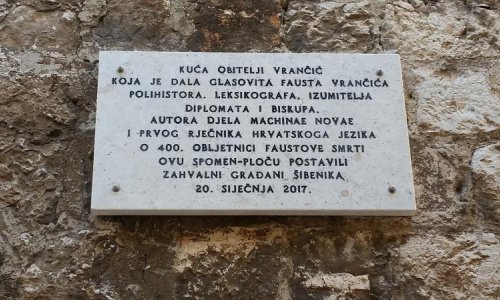 KUĆA OBITELJI VRANČIĆ
KOJA JE DALA GLASOVITA FAUSTA VRANČIĆA
POLIHISTORA, LEKSIKOGRAFA, IZUMITELJA
DIPLOMATA I BISKUPA,
AUTORA DJELA MACHINAE NOVAE
I PRVOG RJEČNIKA HRVATSKOGA JEZIKA
O 400. OBLJETNICI FAUSTOVE SMRTI
OVU SPOMEN-PLOČU POSTAVILI
ZAHVALNI GRAĐANI ŠIBENIKA
20. SIJEČNJA 2017.